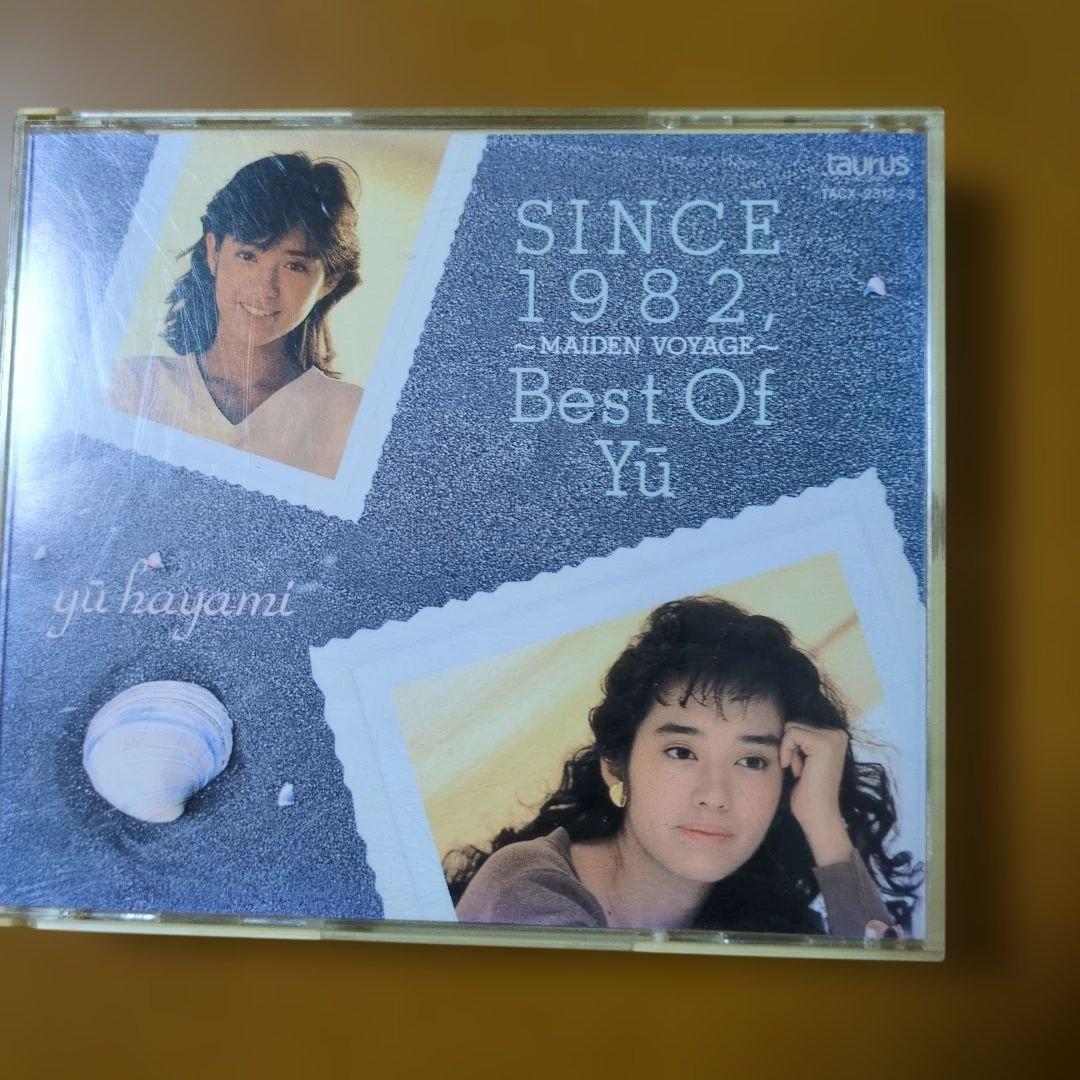 taurus
SINCE
1982,
~MAIDEN VOYAGE~
Best Of
Yū
yū hayami